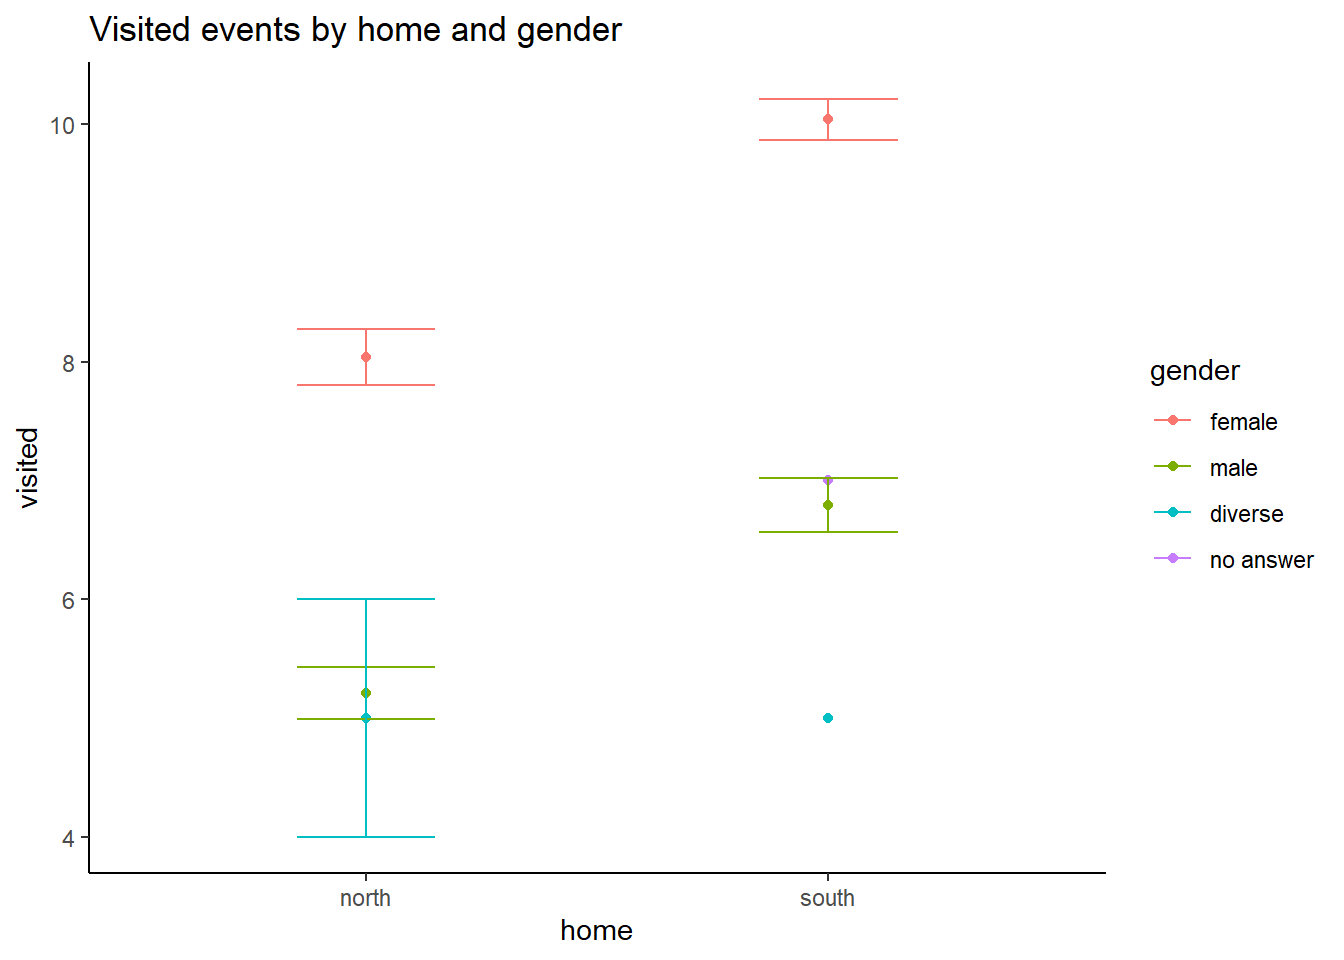 Visited events by home and gender
10
8
6
4
visited
north
south
home
gender
female
male
diverse
no answer